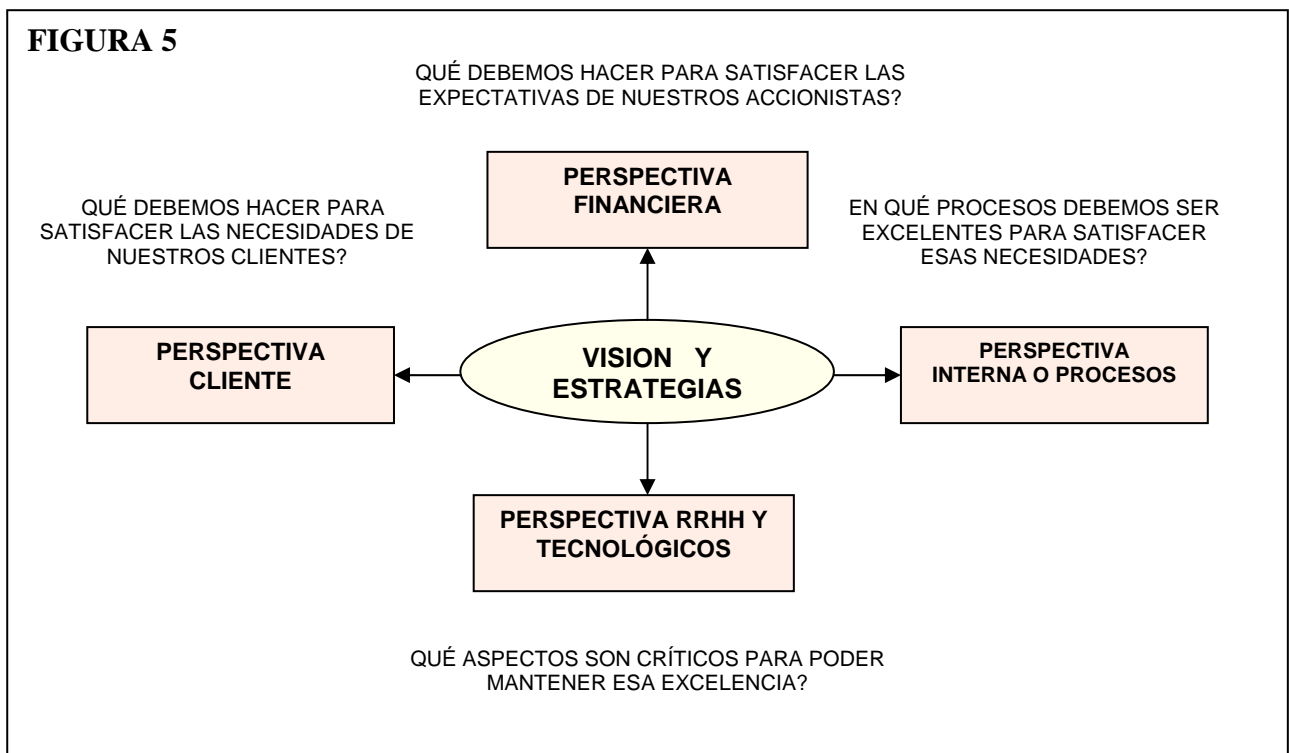 FIGURA 5
QUÉ DEBEMOS HACER PARA SATISFACER LAS
EXPECTATIVAS DE NUESTROS ACCIONISTAS?
PERSPECTIVA
FINANCIERA
QUÉ DEBEMOS HACER PARA
SATISFACER LAS NECESIDADES DE
NUESTROS CLIENTES?
EN QUÉ PROCESOS DEBEMOS SER
EXCELENTES PARA SATISFACER
ESAS NECESIDADES?
PERSPECTIVA
CLIENTE
VISION Y
ESTRATEGIAS
PERSPECTIVA
INTERNA O PROCESOS
PERSPECTIVA RRHH Y
TECNOLÓGICOS
QUÉ ASPECTOS SON CRÍTICOS PARA PODER
MANTENER ESA EXCELENCIA?